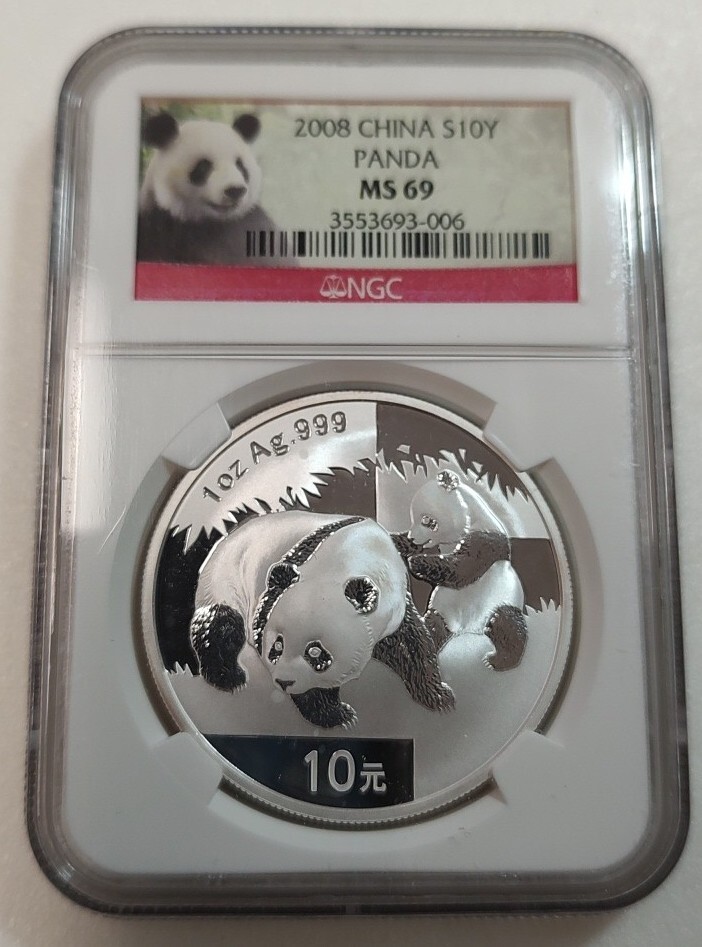 2008 CHINA S10Y
PANDA
MS 69
3553693-006
NGC
1oz Ag.999
10元